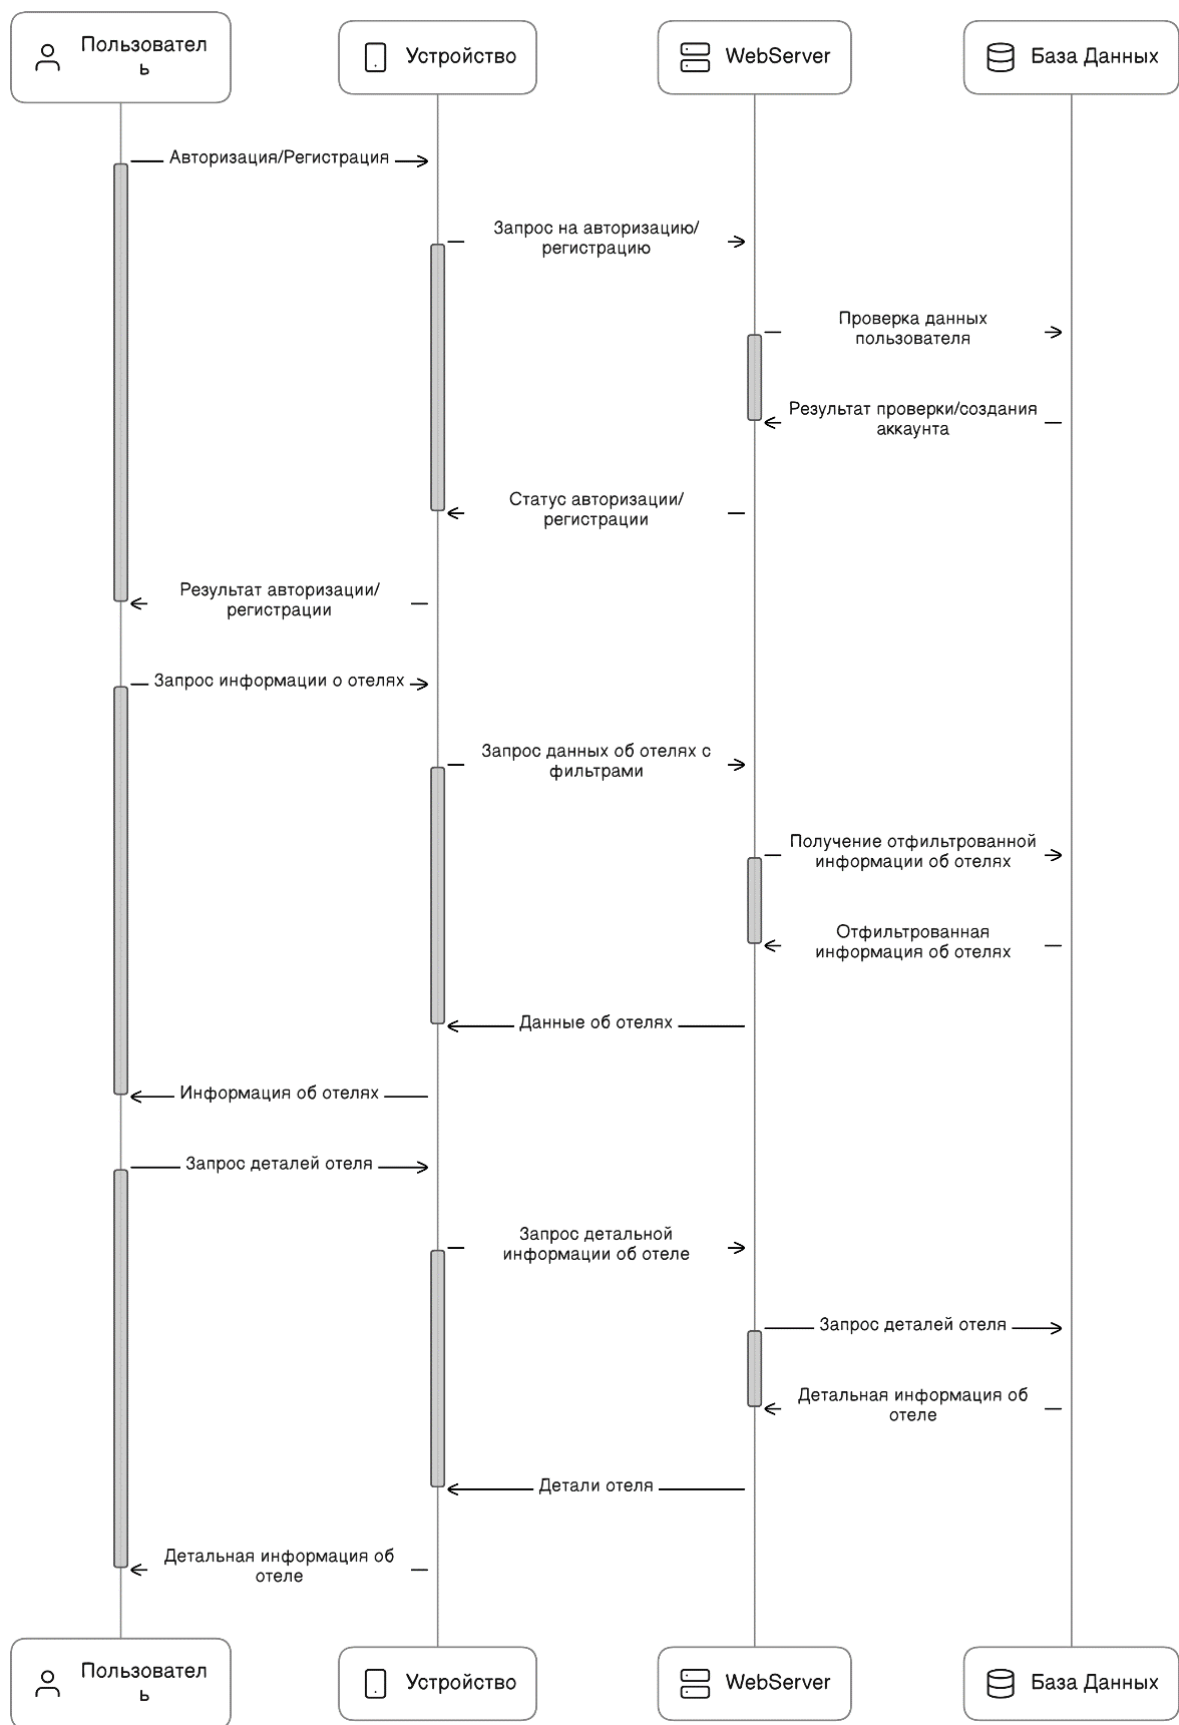 Пользовател
ь
Устройство
WebServer
База Данных
Авторизация/Регистрация
Запрос на авторизацию/
регистрацию
Проверка данных
пользователя
Результат проверки/создания
аккаунта
Статус авторизации/
регистрации
Результат авторизации/
регистрации
Запрос информации о отелях
Запрос данных об отелях с
фильтрами
Получение отфильтрованной
информации об отелях
Отфильтрованная
информация об отелях
Данные об отелях
Информация об отелях
Запрос деталей отеля
Запрос детальной
информации об отеле
Запрос деталей отеля
Детальная информация об
отеле
Детали отеля
Детальная информация об
отеле
Пользовател
ь
Устройство
WebServer
База Данных